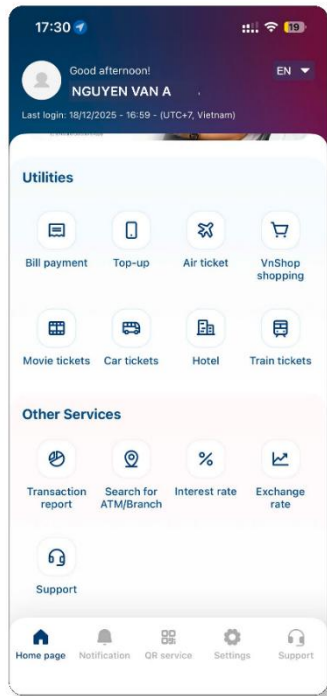 17:30
19
Good afternoon!
EN
NGUYEN VAN A
Last login: 18/12/2025 - 16:59 - (UTC+7, Vietnam)
Utilities
Bill payment
Top-up
Air ticket
VnShop
shopping
Movie tickets
Car tickets
Hotel
Train tickets
Other Services
Transaction
report
Search for
ATM/Branch
Interest rate
Exchange
rate
Support
Home page
Notification
QR service
Settings
Support